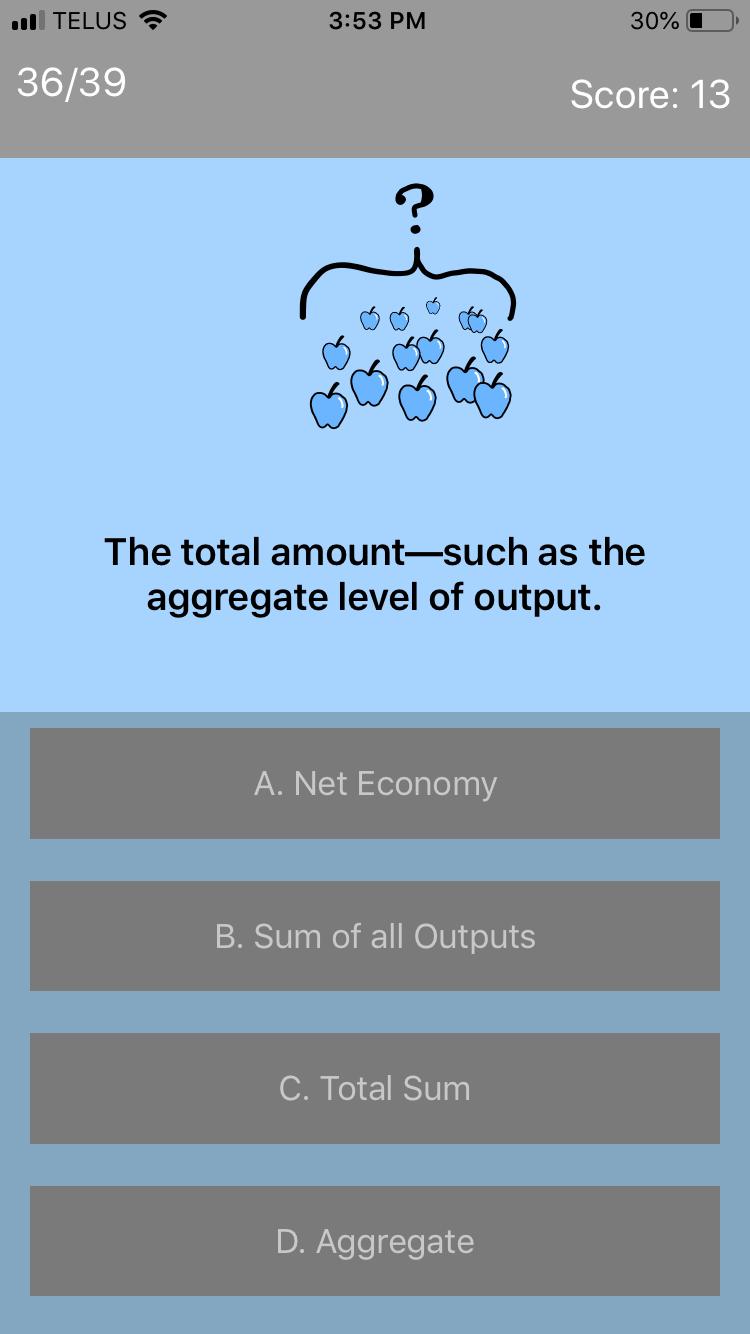 TELUS 3:53 PM 30%
36/39
Score: 13
?
The total amount—such as the
aggregate level of output.
A. Net Economy
B. Sum of all Outputs
C. Total Sum
D. Aggregate